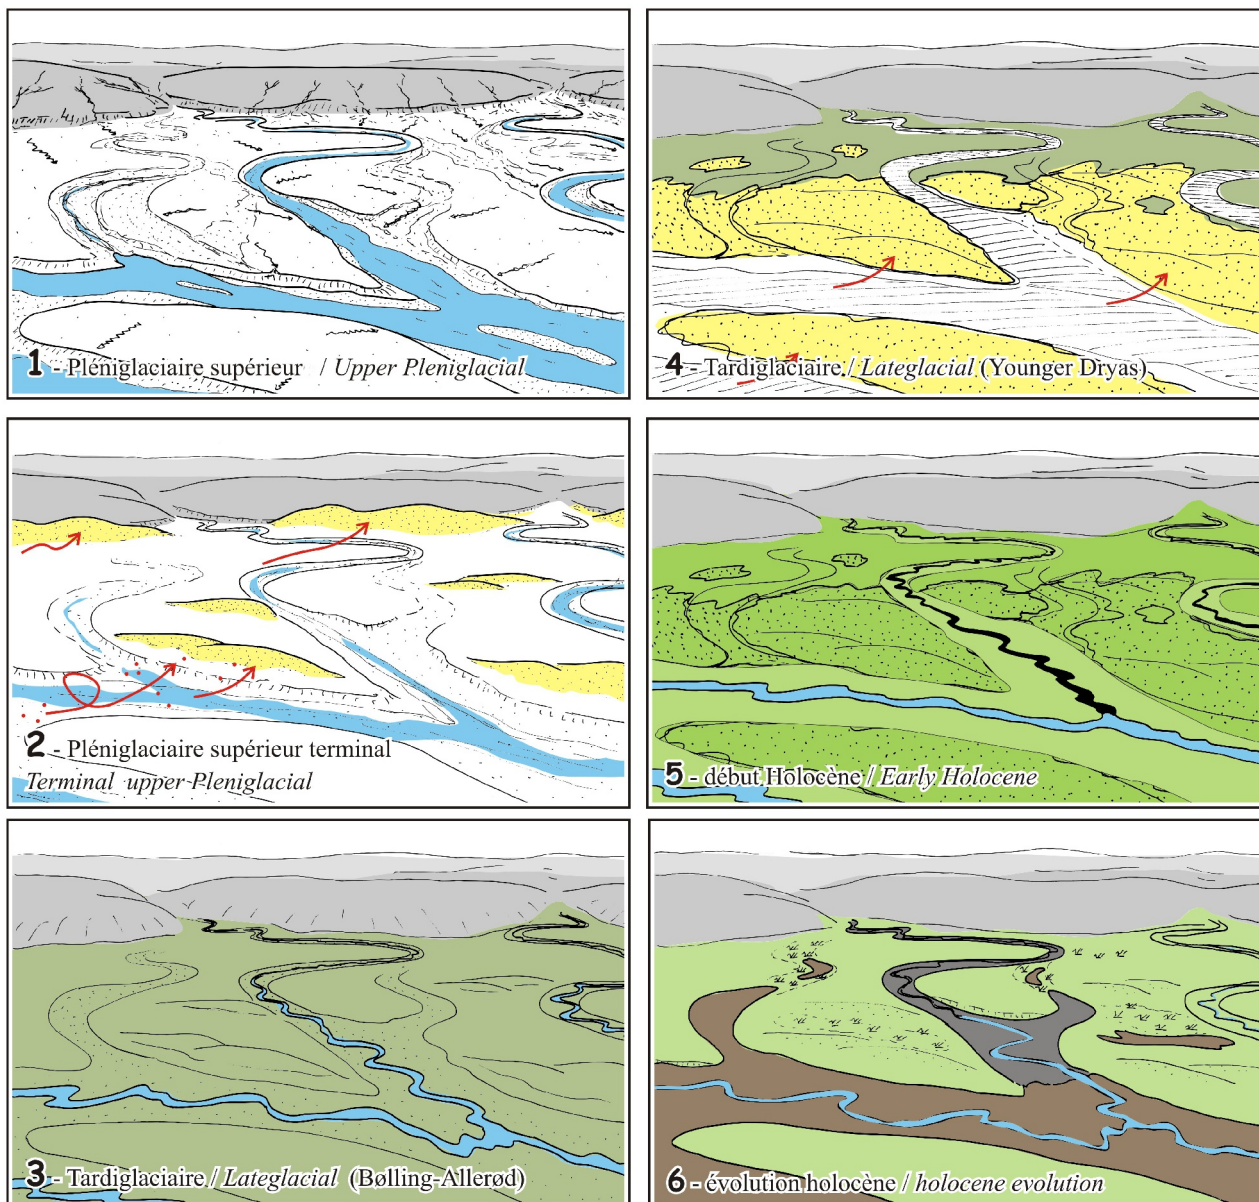 1 - Pléniglaciaire supérieur / Upper Pleniglacial
2 - Pléniglaciaire supérieur terminal
Terminal upper Pleniglacial
3 - Tardiglaciaire / Lateglacial (Bølling-Allerød)
4 - Tardiglaciaire / Lateglacial (Younger Dryas)
5 - début Holocène / Early Holocene
6 - évolution holocène / holocene evolution